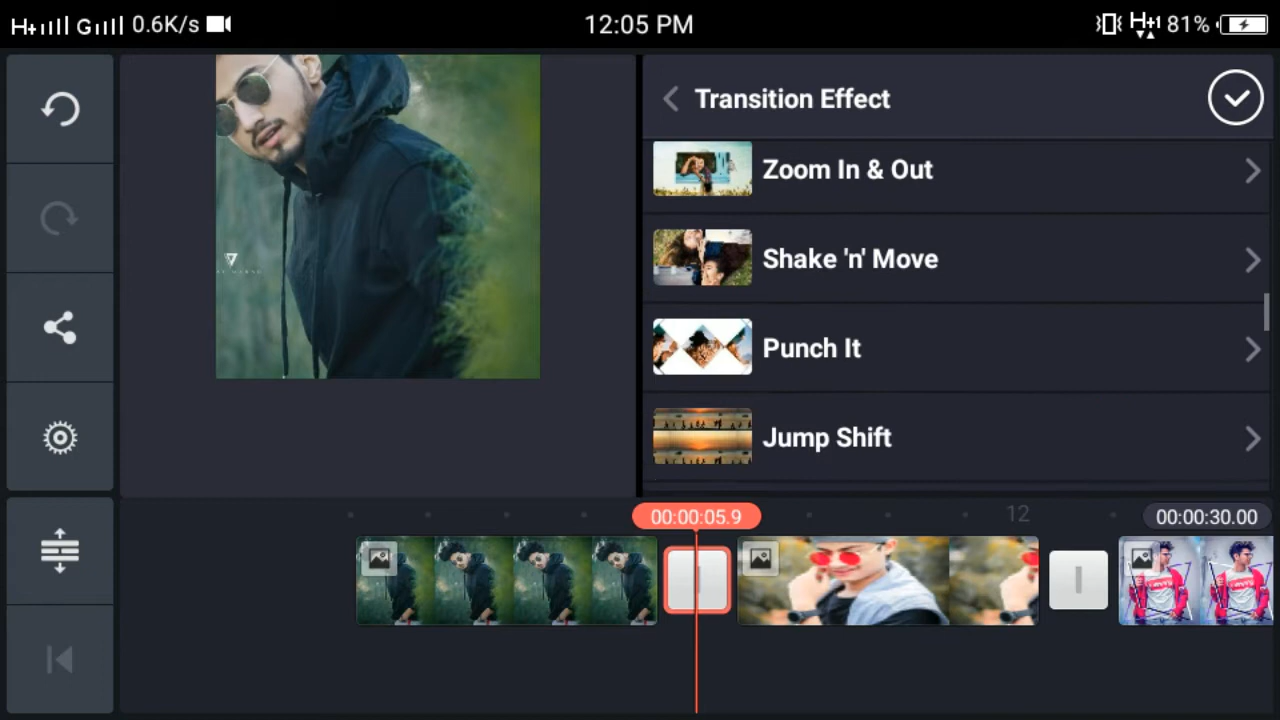 H+ G 0.6K/s
12:05 PM
H+1 81%
Transition Effect
Zoom In & Out
Shake 'n' Move
Punch It
Jump Shift
00:00:05.9
12
00:00:30.00